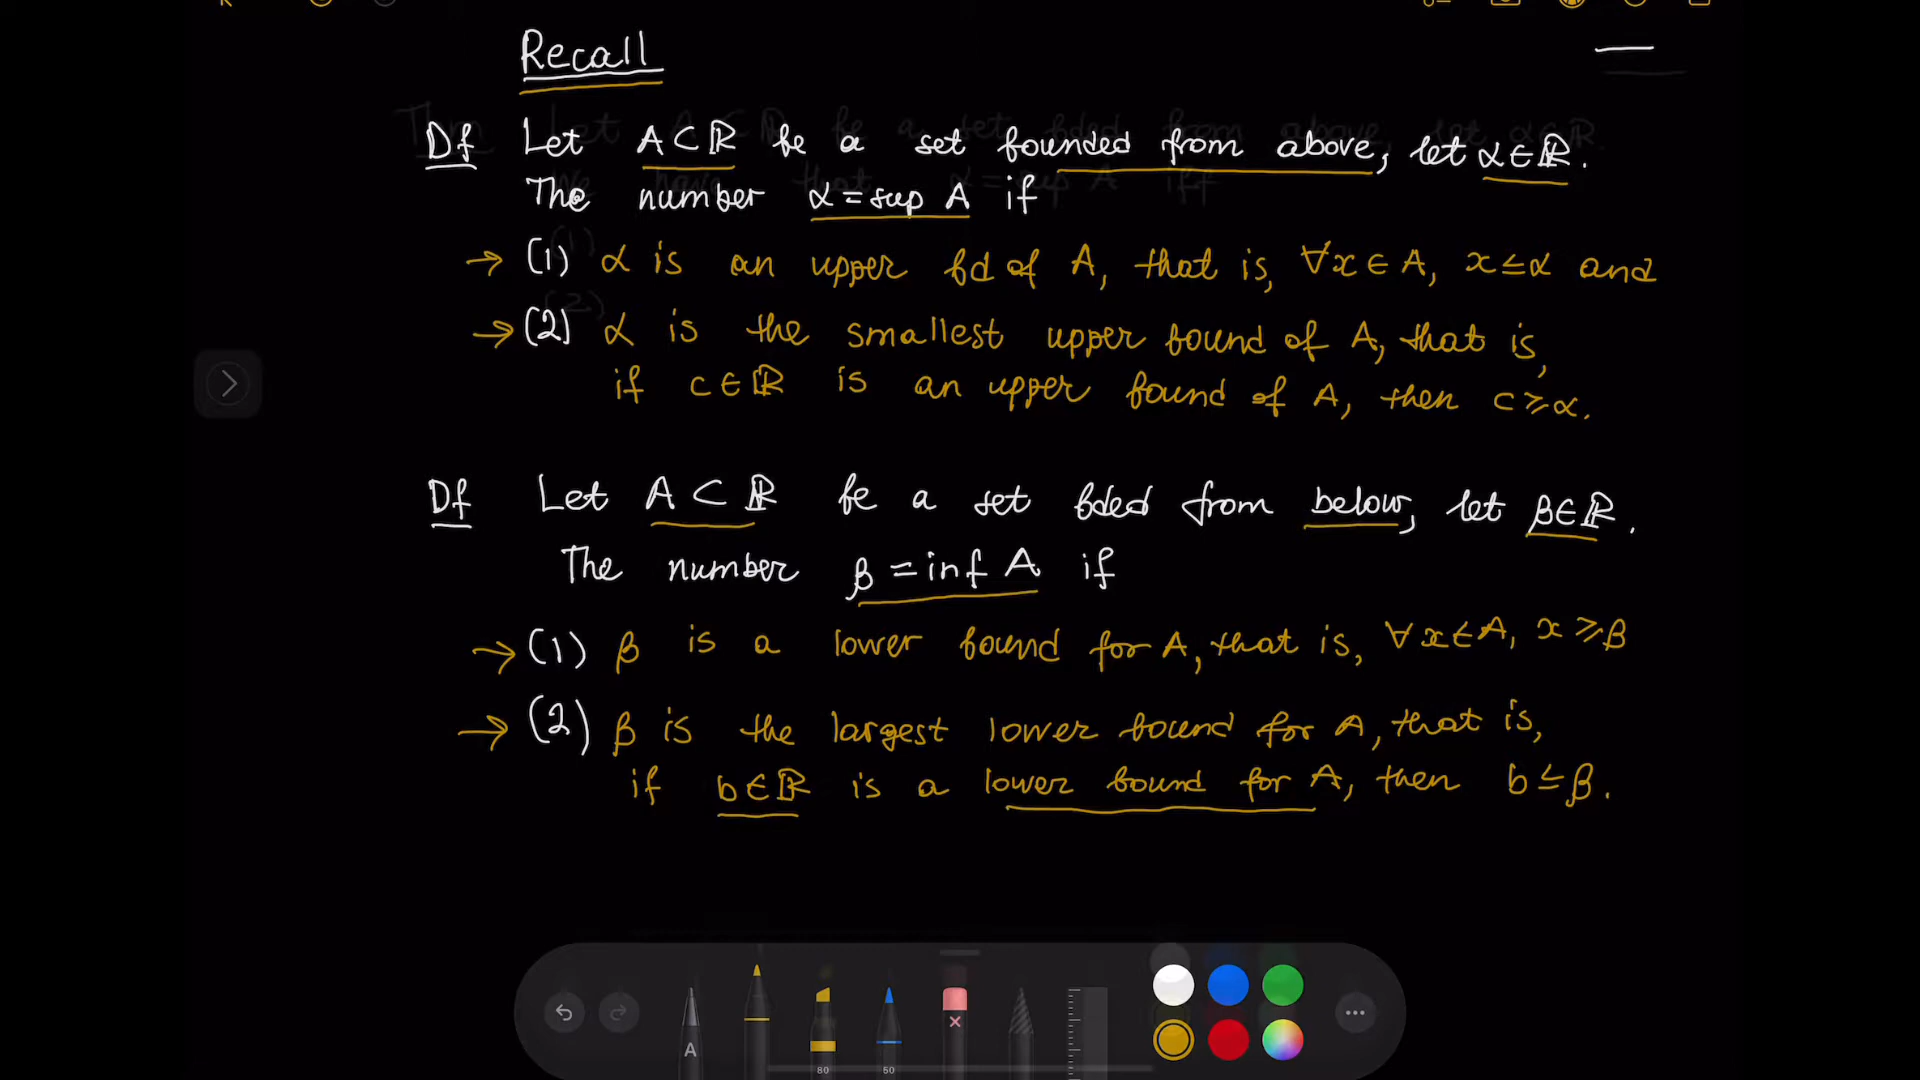 Recall
Df Let A⊂ℝ be a set bounded from above, let α∈ℝ.
The number α=sup A if
→ (1) α is an upper bd of A, that is, ∀x∈A, x≤α and
→ (2) α is the smallest upper bound of A, that is,
if c∈ℝ is an upper bound of A, then c≥α.
Df Let A⊂ℝ be a set bded from below, let β∈ℝ.
The number β=inf A if
→ (1) β is a lower bound for A, that is, ∀x∈A, x≥β
→ (2) β is the largest lower bound for A, that is,
if b∈ℝ is a lower bound for A, then b≤β.
A
80
50